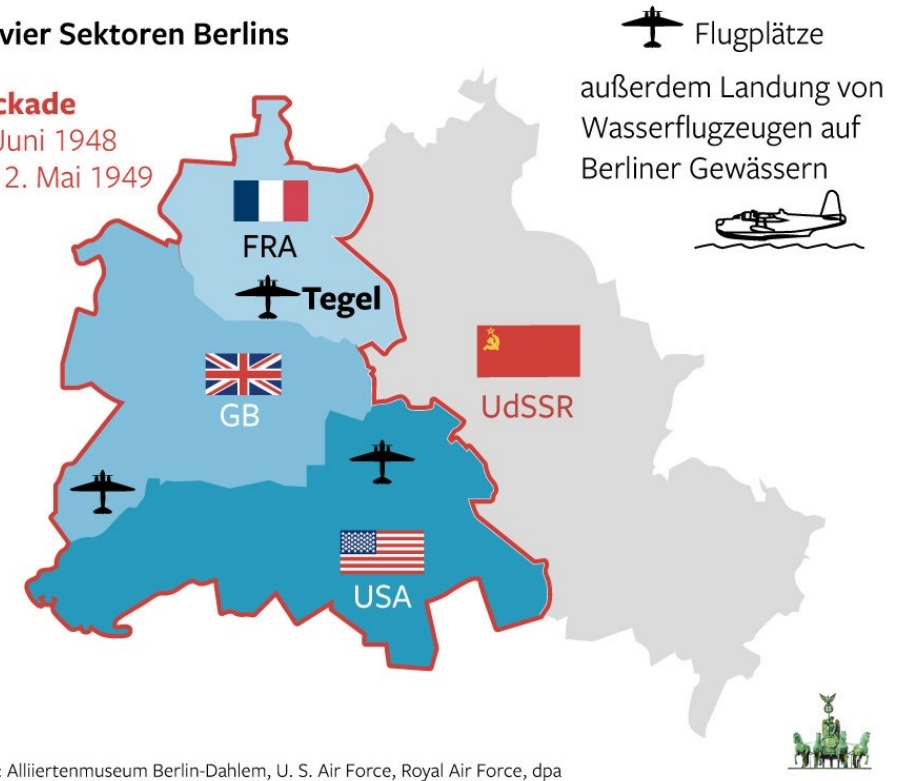 vier Sektoren Berlins
ckade
Juni 1948
2. Mai 1949
Flugplätze
außerdem Landung von
Wasserflugzeugen auf
Berliner Gewässern
FRA
Tegel
GB
UdSSR
USA
: Alliiertenmuseum Berlin-Dahlem, U. S. Air Force, Royal Air Force, dpa